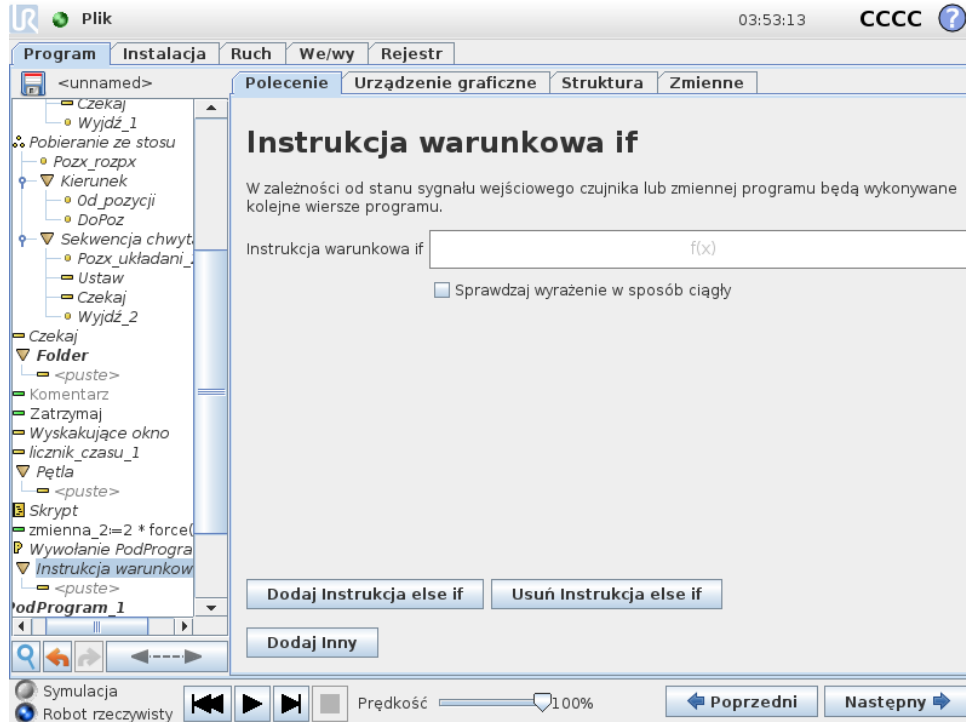 UR Plik 03:53:13 CCCC ?
Program Instalacja Ruch We/wy Rejestr
<unnamed>
Polecenie Urządzenie graficzne Struktura Zmienne
Czekaj
Wyjdź_1
Pobieranie ze stosu
Pozx_rozpx
Kierunek
Od_pozycji
DoPoz
Sekwencja chwyt
Pozx_układani_
Ustaw
Czekaj
Wyjdź_2
Czekaj
Folder
<puste>
Komentarz
Zatrzymaj
Wyskakujące okno
licznik_czasu_1
Pętla
<puste>
Skrypt
zmienna_2:=2 * force(
Wywołanie PodProgra
Instrukcja warunkow
<puste>
PodProgram_1
Instrukcja warunkowa if
W zależności od stanu sygnału wejściowego czujnika lub zmiennej programu będą wykonywane
kolejne wiersze programu.
Instrukcja warunkowa if f(x)
Sprawdzaj wyrażenie w sposób ciągły
Dodaj Instrukcja else if Usuń Instrukcja else if
Dodaj Inny
Symulacja
Robot rzeczywisty
Prędkość 100%
Poprzedni Następny